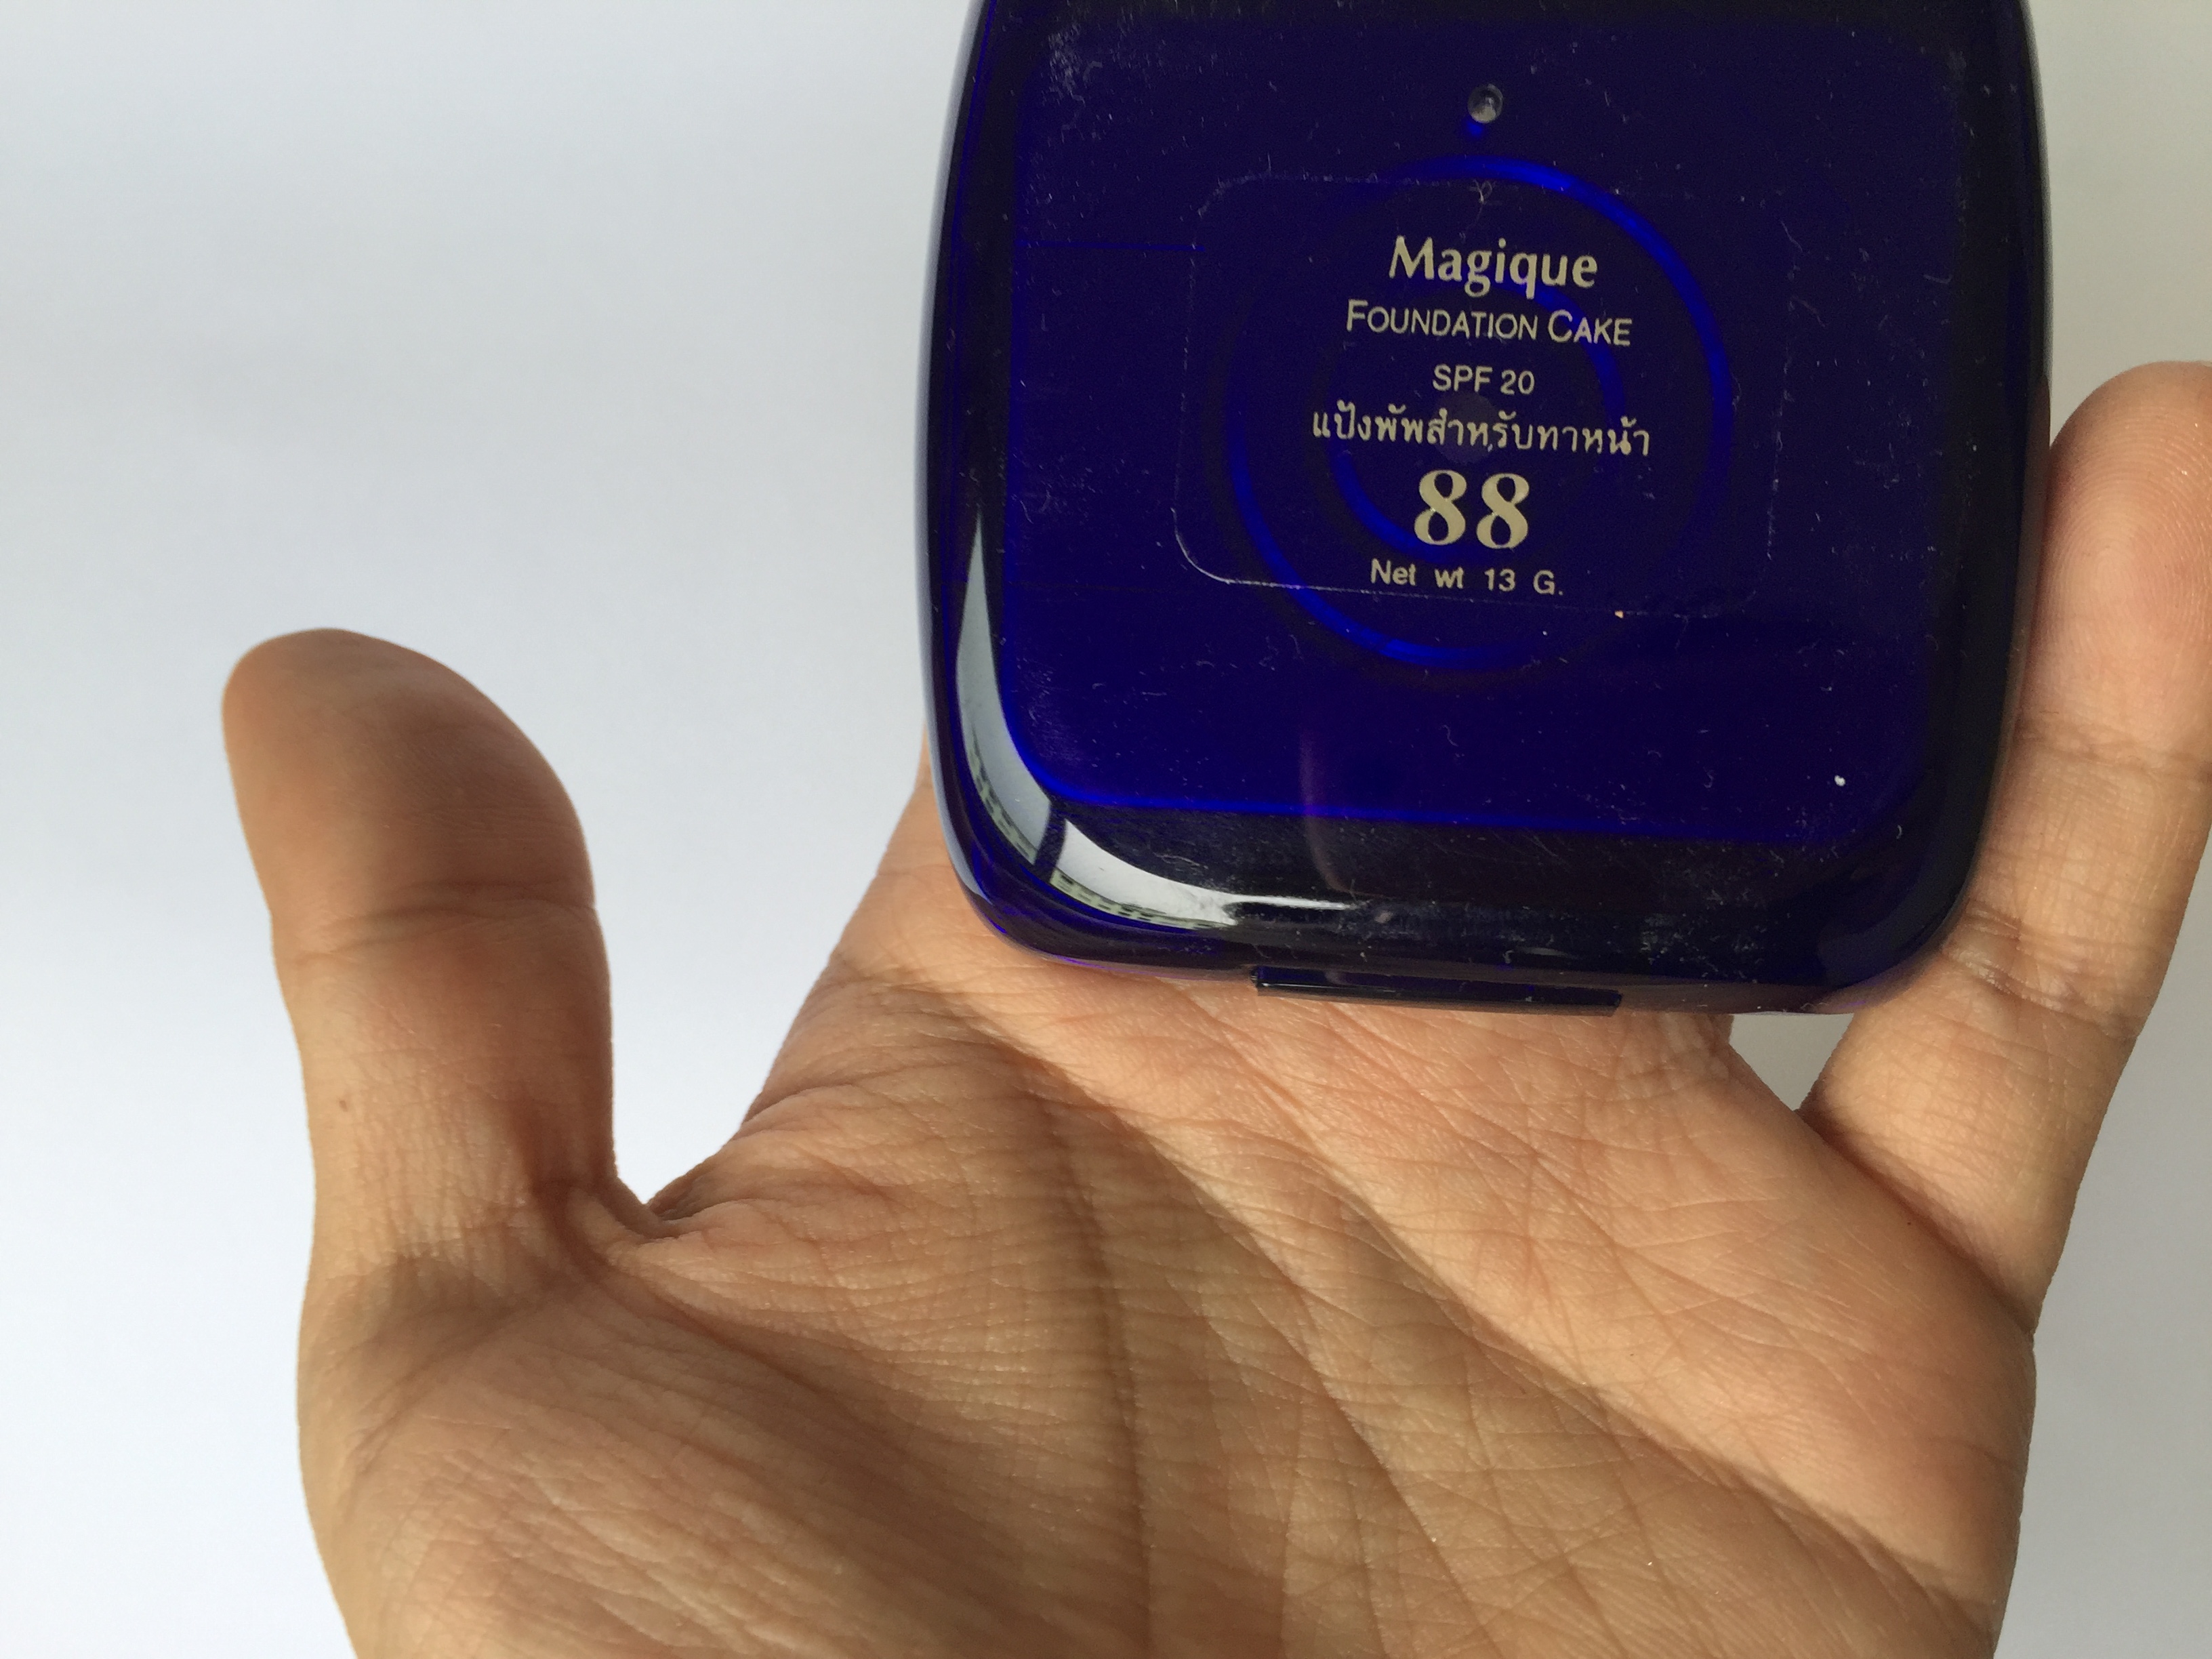 Magique
FOUNDATION CAKE
SPF 20
แป้งพัพสำหรับทาหน้า
88
Net wt 13 G.